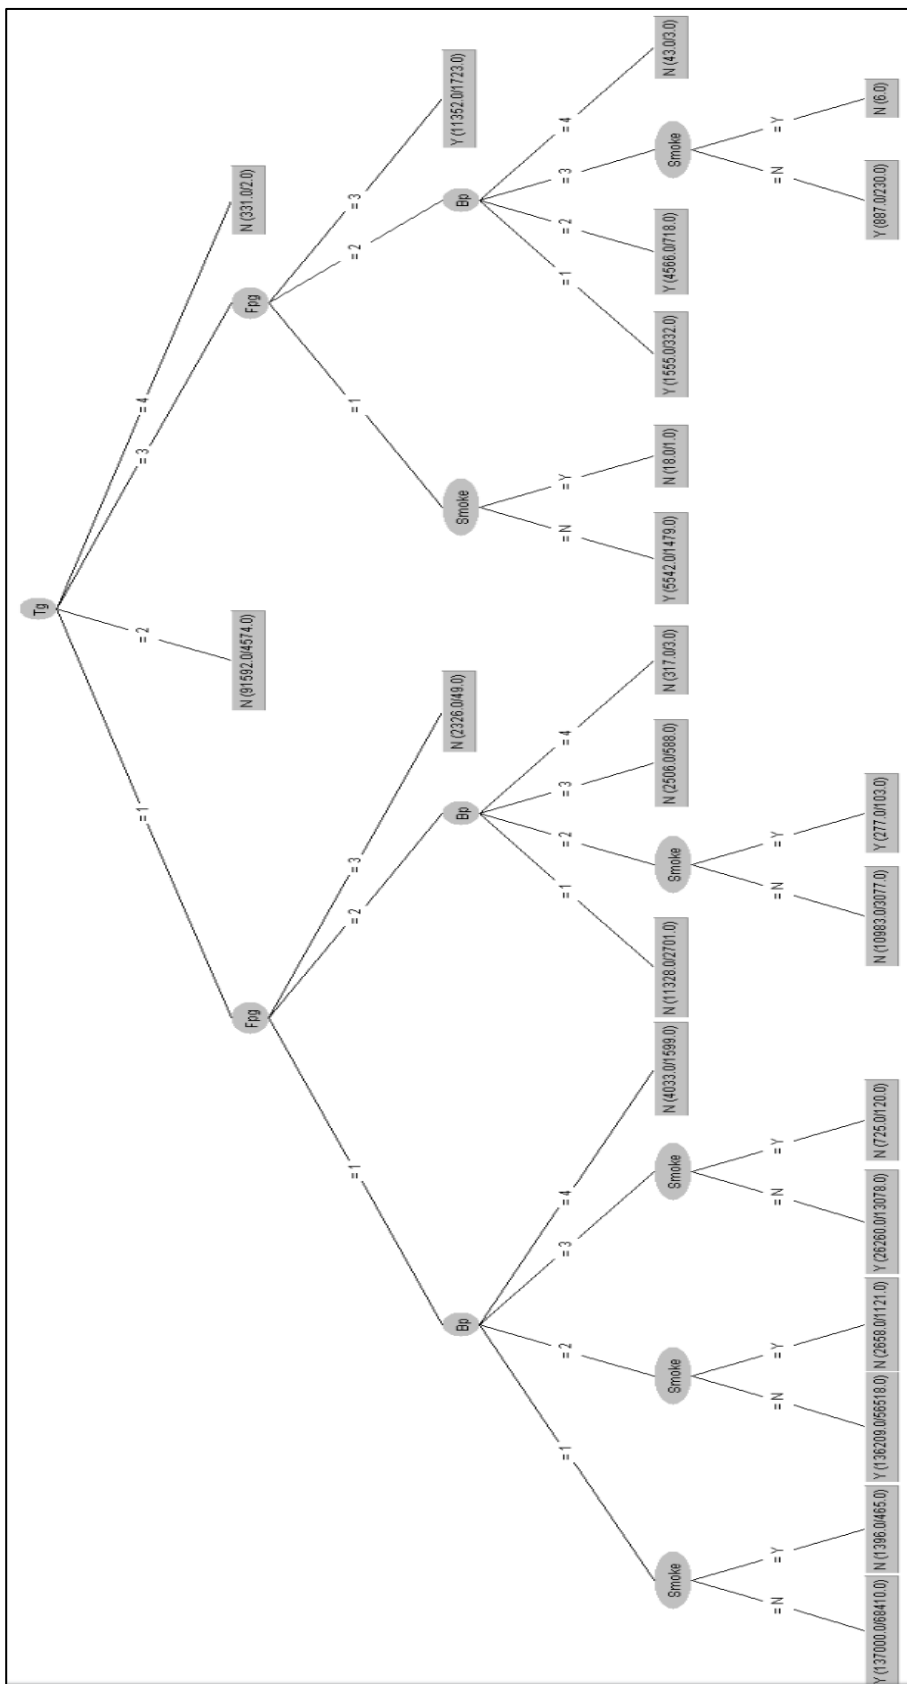 Tg
= 1
= 2
= 3
= 4
Fpg
N (91592.0/4574.0)
Fpg
N (331.0/2.0)
= 1
= 2
= 3
= 1
= 2
= 3
Bp
Bp
N (2326.0/49.0)
Smoke
Bp
Y (11352.0/1723.0)
= 1
= 2
= 3
= 4
= 1
= 2
= 3
= 4
= N
= Y
= 1
= 2
= 3
= 4
Smoke
Smoke
Smoke
N (4033.0/1599.0)
N (11328.0/2701.0)
Smoke
N (2506.0/588.0)
N (317.0/3.0)
Y (5542.0/1479.0)
N (18.0/1.0)
Y (1555.0/332.0)
Y (4566.0/718.0)
Smoke
N (43.0/3.0)
= N
= Y
= N
= Y
= N
= Y
= N
= Y
= N
= Y
Y (137000.0/68410.0)
N (1396.0/465.0)
Y (136209.0/56518.0)
N (2658.0/1121.0)
Y (26260.0/13078.0)
N (725.0/120.0)
N (10983.0/3077.0)
Y (277.0/103.0)
Y (887.0/230.0)
N (6.0)